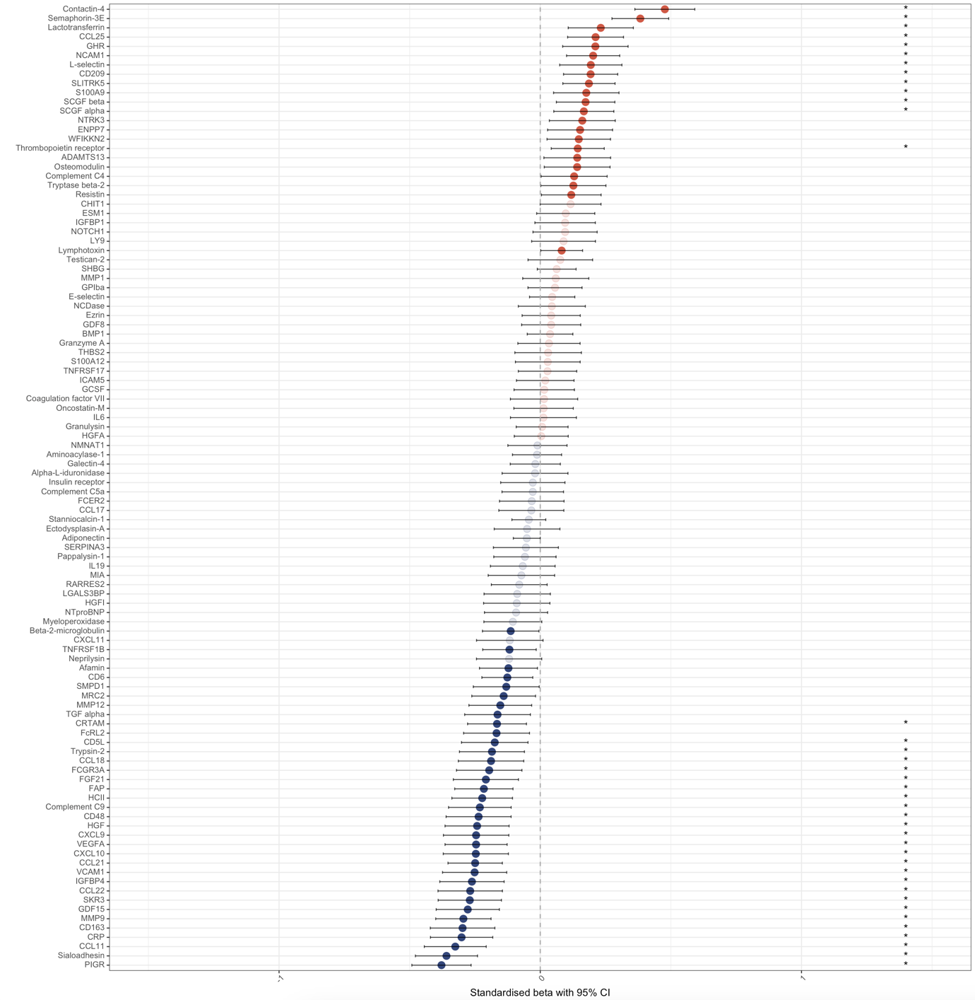 Contactin-4 *
Semaphorin-3E *
Lactotransferrin *
CCL25 *
GHR *
NCAM1 *
L-selectin *
CD209 *
SLITRK5 *
S100A9 *
SCGF beta *
SCGF alpha *
NTRK3
ENPP7
WFIKKN2
Thrombopoietin receptor *
ADAMTS13
Osteomodulin
Complement C4
Tryptase beta-2
Resistin
CHIT1
ESM1
IGFBP1
NOTCH1
LY9
Lymphotoxin
Testican-2
SHBG
MMP1
GPIba
E-selectin
NCDase
Ezrin
GDF8
BMP1
Granzyme A
THBS2
S100A12
TNFRSF17
ICAM5
GCSF
Coagulation factor VII
Oncostatin-M
IL6
Granulysin
HGFA
NMNAT1
Aminoacylase-1
Galectin-4
Alpha-L-iduronidase
Insulin receptor
Complement C5a
FCER2
CCL17
Stanniocalcin-1
Ectodysplasin-A
Adiponectin
SERPINA3
Pappalysin-1
IL19
MIA
RARRES2
LGALS3BP
HGFI
NTproBNP
Myeloperoxidase
Beta-2-microglobulin
CXCL11
TNFRSF1B
Neprilysin
Afamin
CD6
SMPD1
MRC2
MMP12
TGF alpha
CRTAM *
FcRL2
CD5L *
Trypsin-2 *
CCL18 *
FCGR3A *
FGF21 *
FAP *
HCII *
Complement C9 *
CD48 *
HGF *
CXCL9 *
VEGFA *
CXCL10 *
CCL21 *
VCAM1 *
IGFBP4 *
CCL22 *
SKR3 *
GDF15 *
MMP9 *
CD163 *
CRP *
CCL11 *
Sialoadhesin *
PIGR *
-1 0 1
Standardised beta with 95% CI